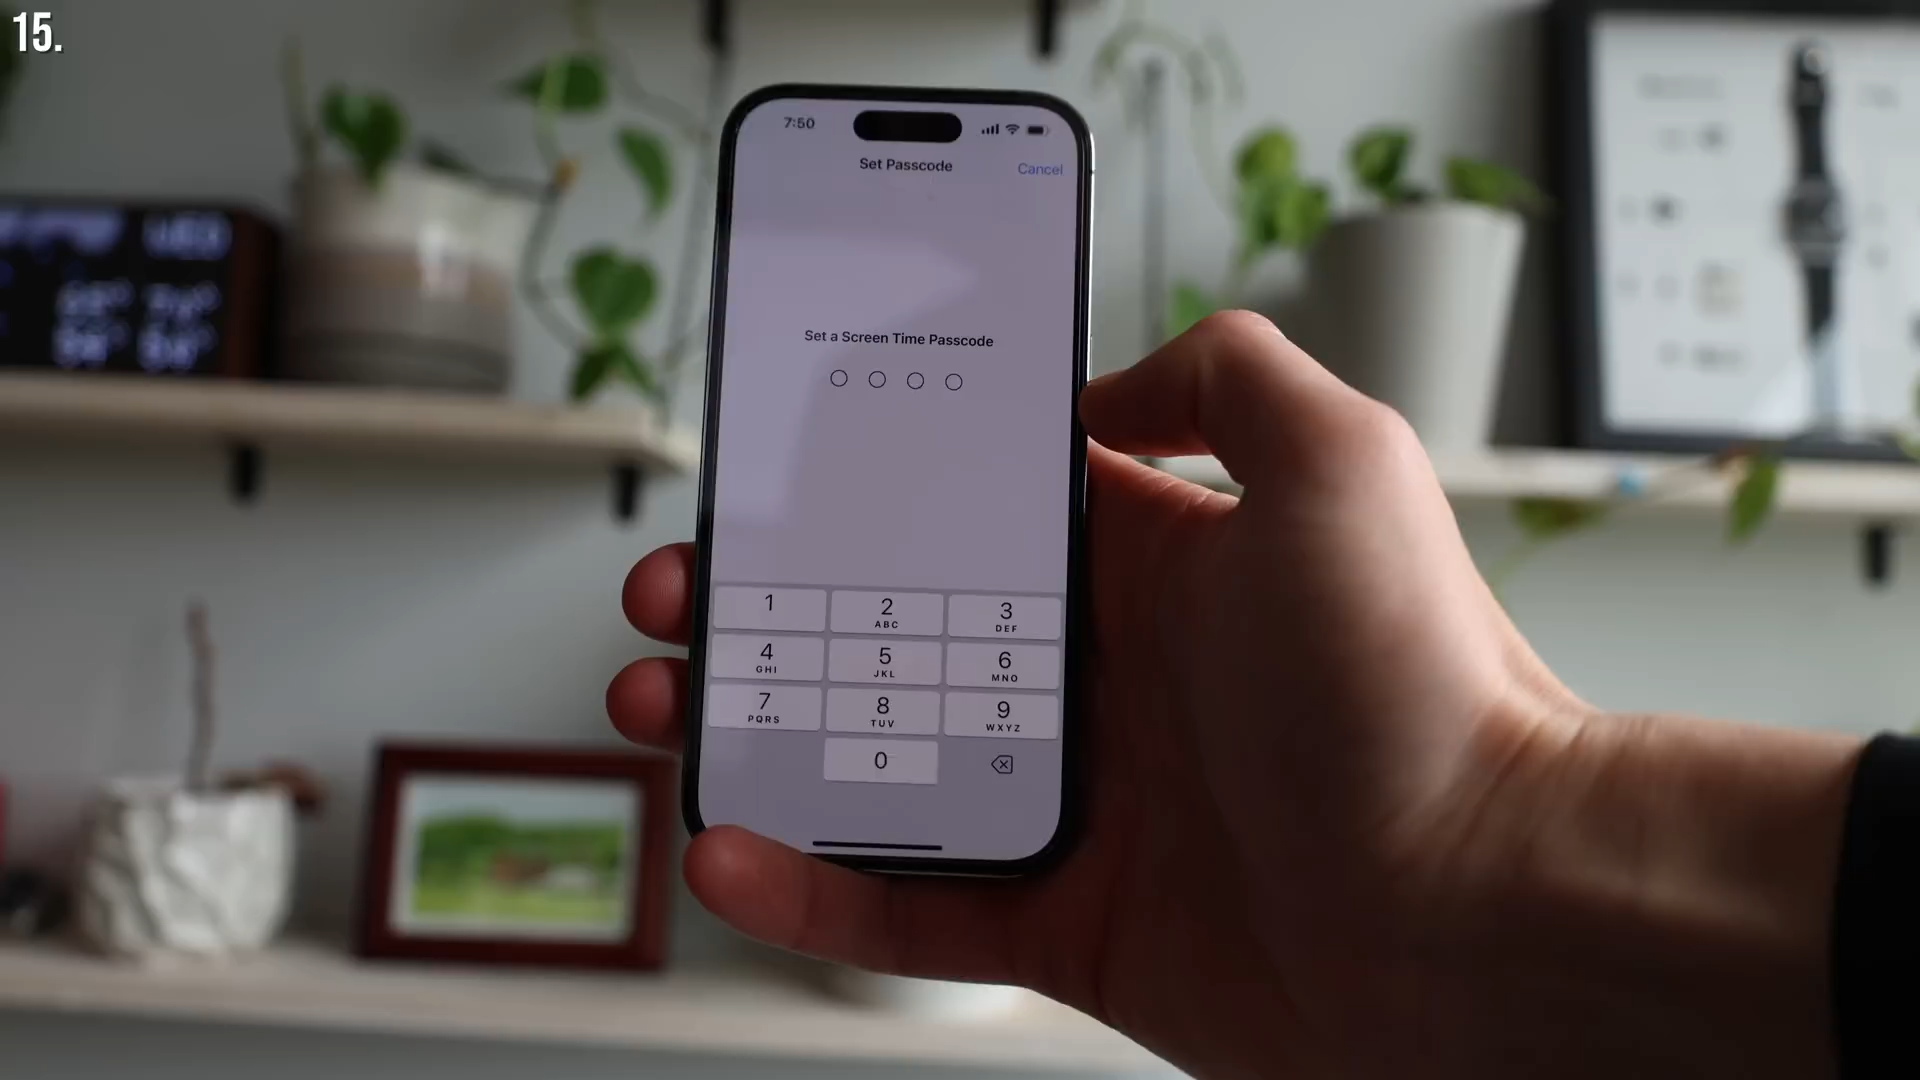 15.
7:50
Set Passcode
Cancel
Set a Screen Time Passcode
1
2
ABC
3
DEF
4
GHI
5
JKL
6
MNO
7
PQRS
8
TUV
9
WXYZ
0